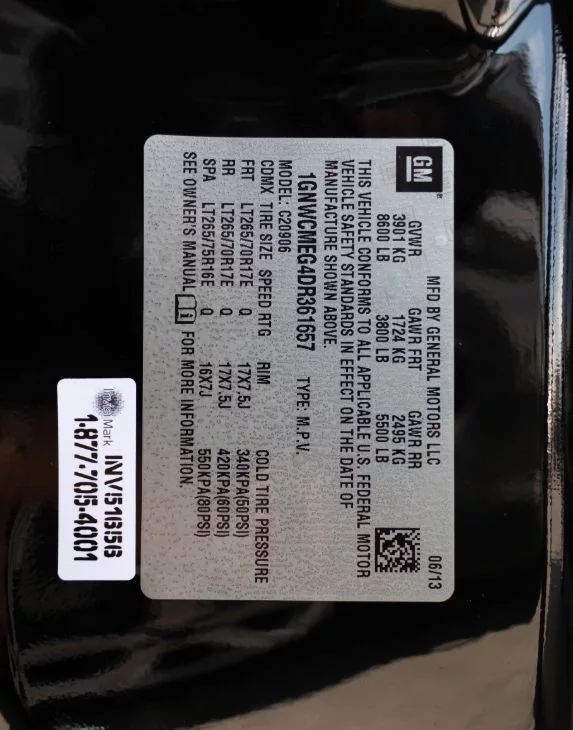 GM
MFD BY GENERAL MOTORS LLC 06/13
GVWR GAWR FRT GAWR RR
3901 KG 1724 KG 2495 KG
8600 LB 3800 LB 5500 LB
THIS VEHICLE CONFORMS TO ALL APPLICABLE U.S. FEDERAL MOTOR
VEHICLE SAFETY STANDARDS IN EFFECT ON THE DATE OF
MANUFACTURE SHOWN ABOVE.
1GNWCMEG4DR361657 TYPE: M.P.V.
MODEL: C20906
CDMX TIRE SIZE SPEED RTG RIM COLD TIRE PRESSURE
FRT LT265/70R17E Q 17X7.5J 340KPA(50PSI)
RR LT265/70R17E Q 17X7.5J 420KPA(60PSI)
SPA LT265/75R16E Q 16X7J 550KPA(80PSI)
SEE OWNER'S MANUAL FOR MORE INFORMATION.
Mark INV51656
1-877-705-4001